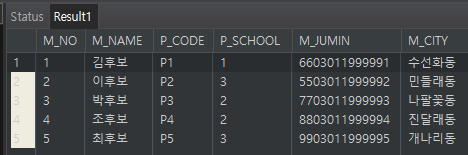 Status Result1
M_NO M_NAME P_CODE P_SCHOOL M_JUMIN M_CITY
1 1 김후보 P1 1 6603011999991 수선화동
2 2 이후보 P2 3 5503011999992 민들래동
3 3 박후보 P3 2 7703011999993 나팔꽃동
4 4 조후보 P4 2 8803011999994 진달래동
5 5 최후보 P5 3 9903011999995 개나리동